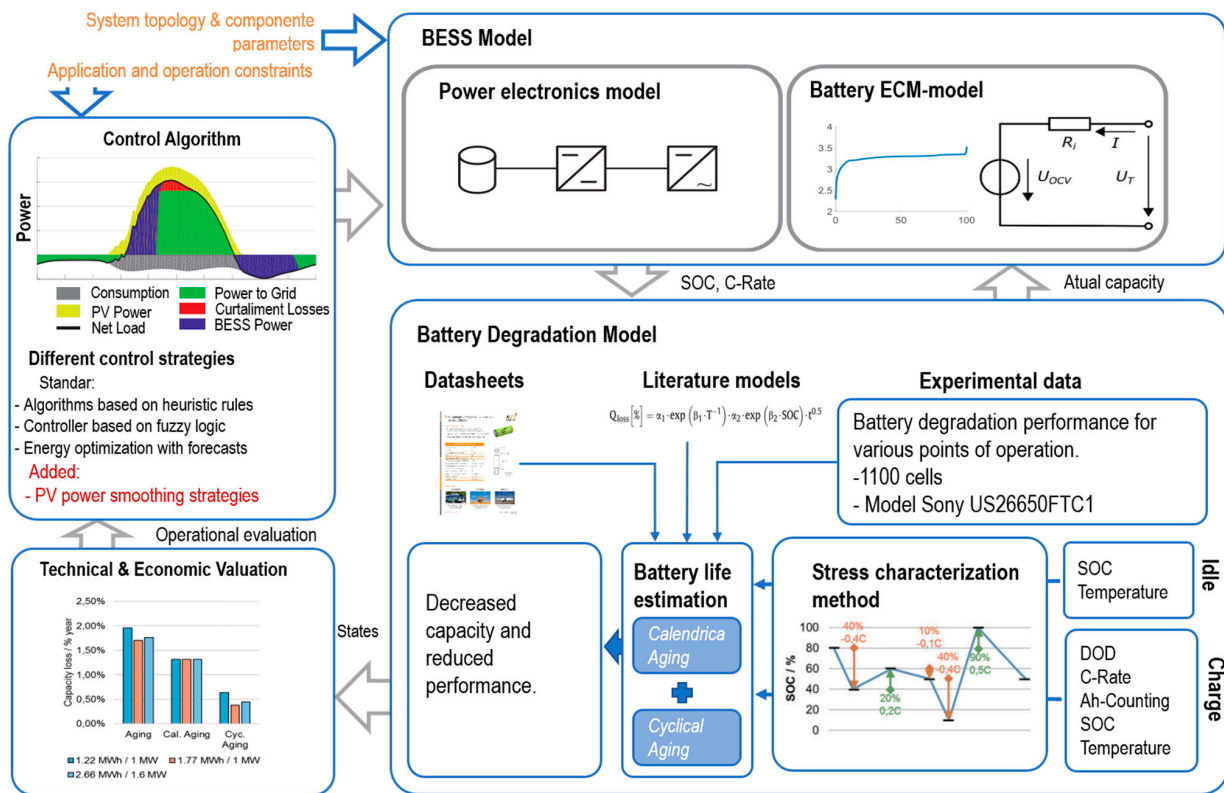 System topology & componente
parameters
Application and operation constraints
Control Algorithm
Power
Consumption
Power to Grid
PV Power
Curtaliment Losses
Net Load
BESS Power
Different control strategies
Standar:
- Algorithms based on heuristic rules
- Controller based on fuzzy logic
- Energy optimization with forecasts
Added:
- PV power smoothing strategies
BESS Model
Power electronics model
Battery ECM-model
4
3.5
3
2.5
2
0
50
100
Ri
I
UOCV
UT
SOC, C-Rate
Atual capacity
Battery Degradation Model
Datasheets
Literature models
Qloss[%] = α1·exp (β1·T⁻¹)·α2·exp (β2·SOC)·t^0.5
Experimental data
Battery degradation performance for
various points of operation.
-1100 cells
- Model Sony US26650FTC1
Operational evaluation
Technical & Economic Valuation
Capacity loss / % year
2,50%
2,00%
1,50%
1,00%
0,50%
0,00%
Aging
Cal. Aging
Cyc.
Aging
1.22 MWh / 1 MW
1.77 MWh / 1 MW
2.66 MWh / 1.6 MW
States
Decreased
capacity and
reduced
performance.
Battery life
estimation
Calendrica
Aging
Cyclical
Aging
Stress characterization
method
SOC / %
100
80
60
40
20
0
40%
-0,4C
20%
0,2C
10%
-0,1C
40%
-0,4C
90%
0,5C
SOC
Temperature
Idle
DOD
C-Rate
Ah-Counting
SOC
Temperature
Charge